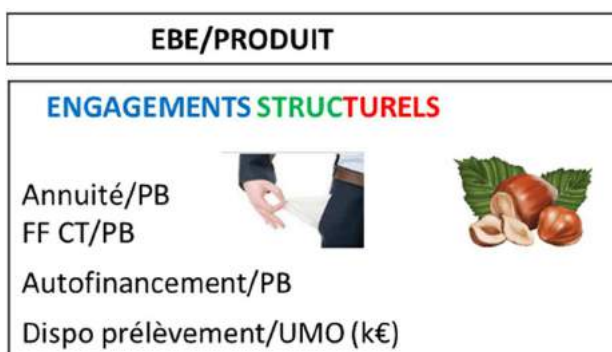 EBE/PRODUIT
ENGAGEMENTS STRUCTURELS
Annuité/PB
FF CT/PB
Autofinancement/PB
Dispo prélèvement/UMO (k€)